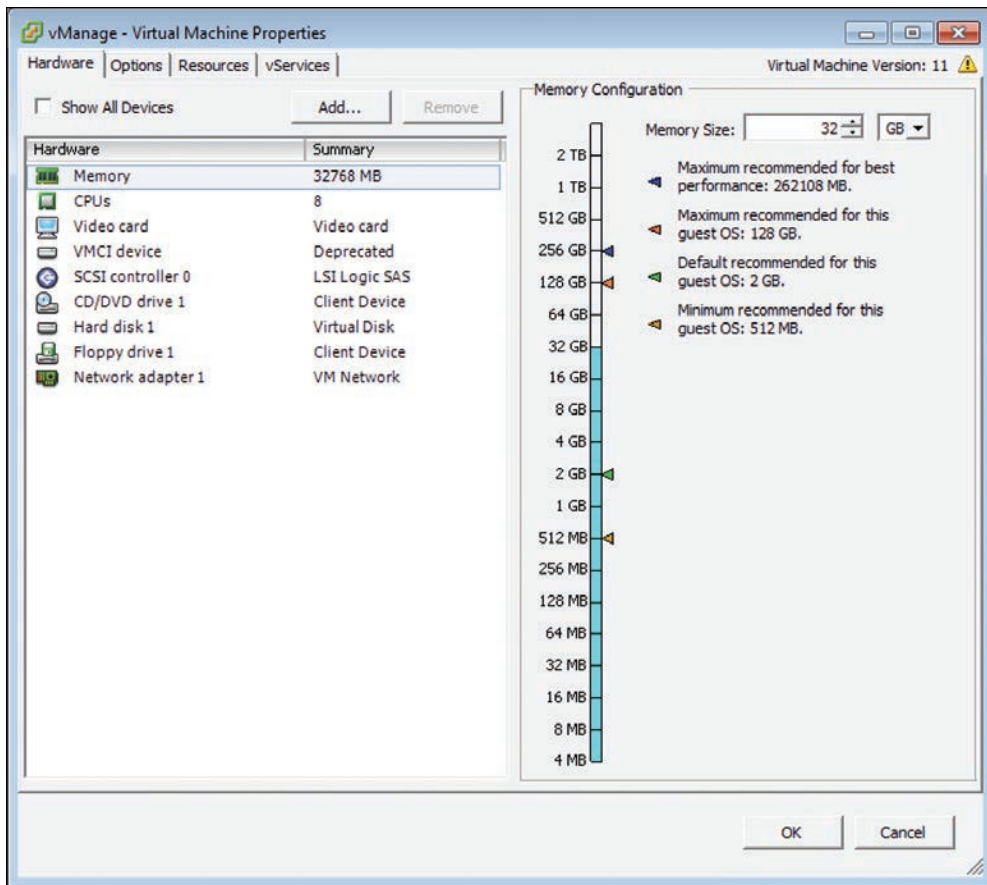 vManage - Virtual Machine Properties
Hardware Options Resources vServices
Virtual Machine Version: 11
Show All Devices
Add...
Remove
Hardware Summary
Memory 32768 MB
CPUs 8
Video card Video card
VMCI device Deprecated
SCSI controller 0 LSI Logic SAS
CD/DVD drive 1 Client Device
Hard disk 1 Virtual Disk
Floppy drive 1 Client Device
Network adapter 1 VM Network
Memory Configuration
Memory Size: 32 GB
2 TB
1 TB
512 GB
256 GB
128 GB
64 GB
32 GB
16 GB
8 GB
4 GB
2 GB
1 GB
512 MB
256 MB
128 MB
64 MB
32 MB
16 MB
8 MB
4 MB
Maximum recommended for best
performance: 262108 MB.
Maximum recommended for this
guest OS: 128 GB.
Default recommended for this
guest OS: 2 GB.
Minimum recommended for this
guest OS: 512 MB.
OK
Cancel